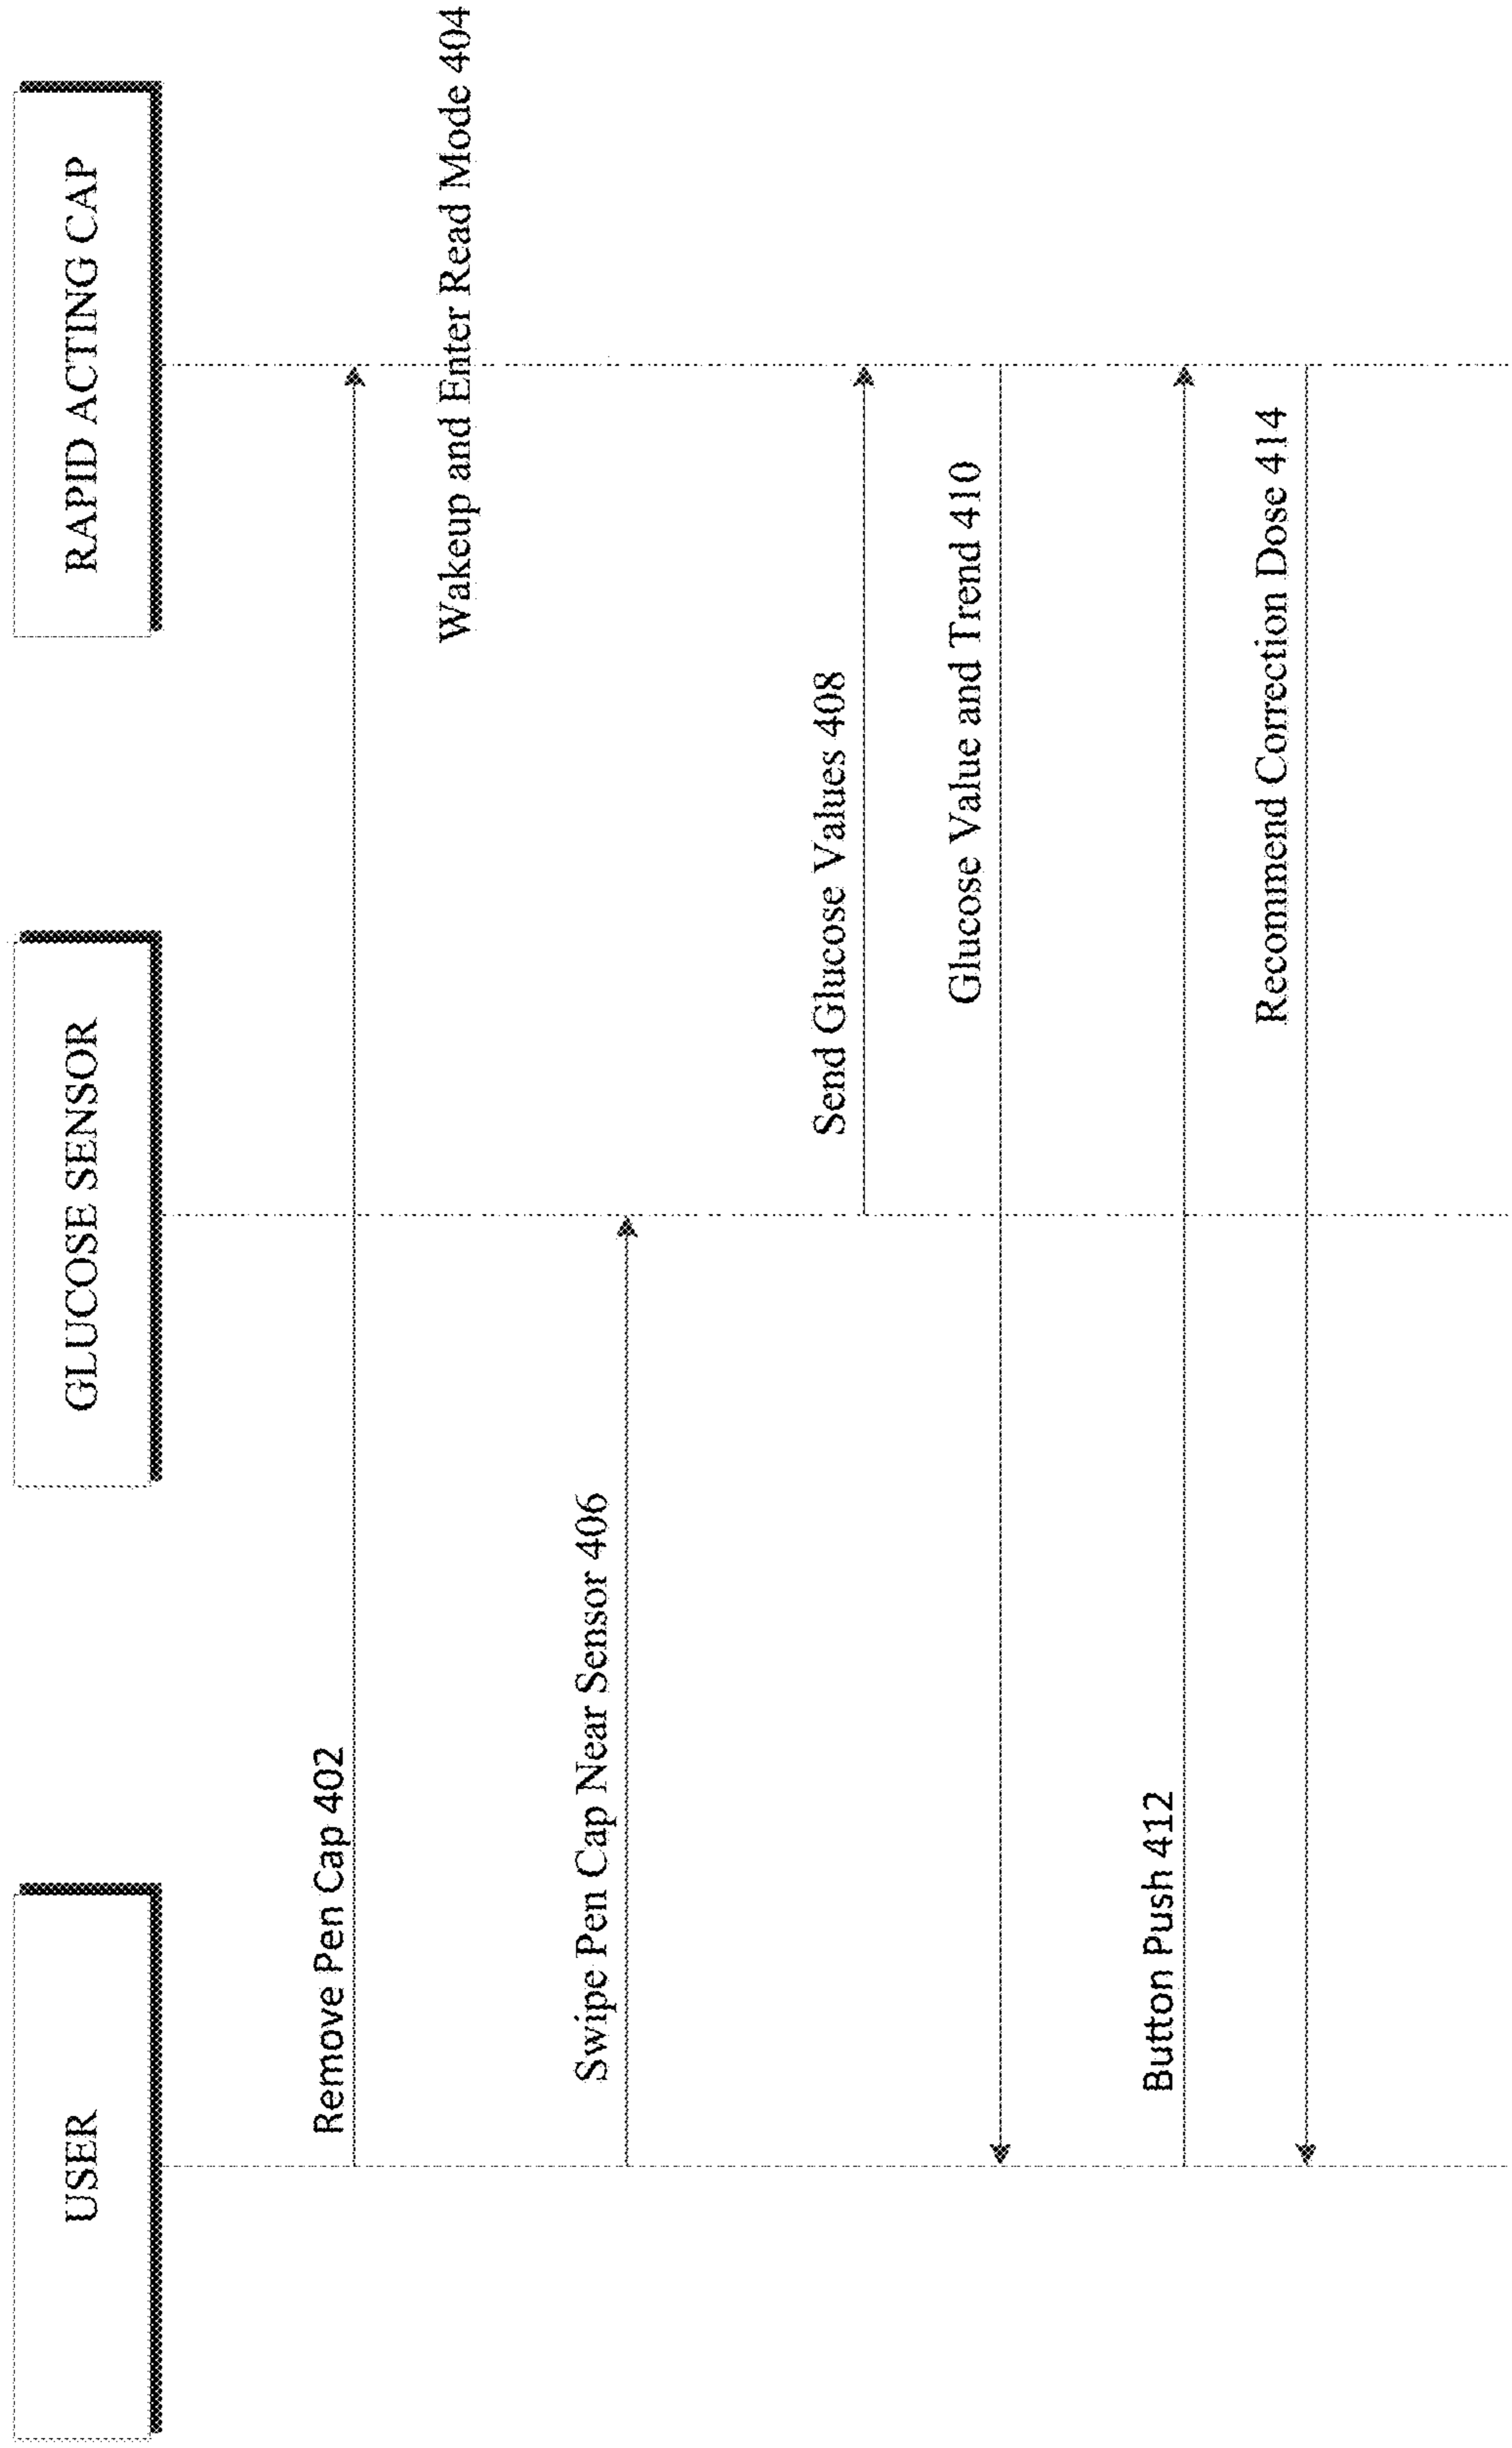 USER
GLUCOSE SENSOR
RAPID ACTING CAP
Remove Pen Cap 402
Wakeup and Enter Read Mode 404
Swipe Pen Cap Near Sensor 406
Send Glucose Values 408
Glucose Value and Trend 410
Button Push 412
Recommend Correction Dose 414